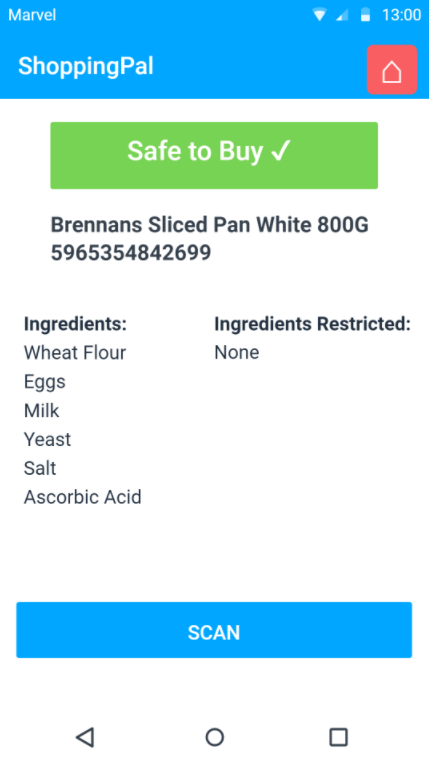 Marvel
13:00
ShoppingPal
Safe to Buy ✓
Brennans Sliced Pan White 800G
5965354842699
Ingredients:
Wheat Flour
Eggs
Milk
Yeast
Salt
Ascorbic Acid
Ingredients Restricted:
None
SCAN